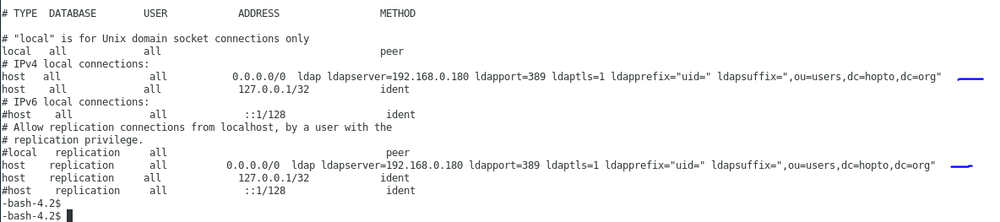 # TYPE  DATABASE        USER            ADDRESS                 METHOD
# "local" is for Unix domain socket connections only
local   all             all                                     peer
# IPv4 local connections:
host   all               all           0.0.0.0/0  ldap ldapserver=192.168.0.180 ldapport=389 ldaptls=1 ldapprefix="uid=" ldapsuffix=",ou=users,dc=hopto,dc=org"
host    all             all             127.0.0.1/32            ident
# IPv6 local connections:
#host    all             all             ::1/128                 ident
# Allow replication connections from localhost, by a user with the
# replication privilege.
#local   replication     all                                     peer
host    replication     all          0.0.0.0/0  ldap ldapserver=192.168.0.180 ldapport=389 ldaptls=1 ldapprefix="uid=" ldapsuffix=",ou=users,dc=hopto,dc=org"
host    replication    all             127.0.0.1/32            ident
#host    replication     all             ::1/128                 ident
-bash-4.2$
-bash-4.2$